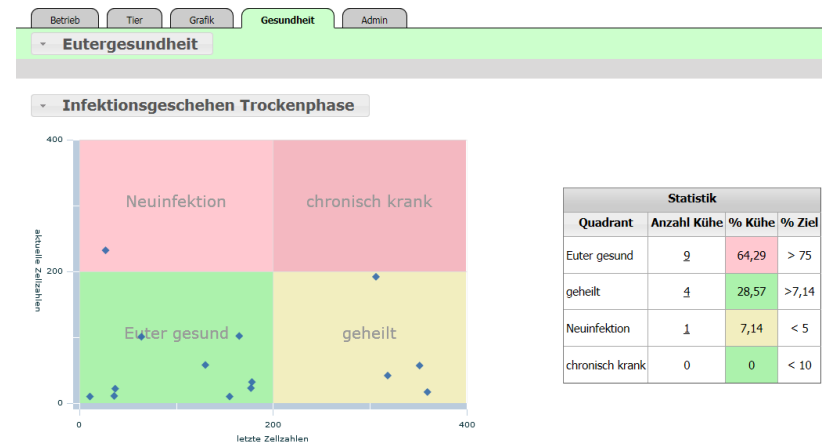 Betrieb Tier Grafik Gesundheit Admin
Eutergesundheit
Infektionsgeschehen Trockenphase
400
Neuinfektion chronisch krank
aktuelle Zellzahlen
200
Euter gesund geheilt
0
0 200 400
letzte Zellzahlen
Statistik
Quadrant Anzahl Kühe % Kühe % Ziel
Euter gesund 9 64,29 > 75
geheilt 4 28,57 >7,14
Neuinfektion 1 7,14 < 5
chronisch krank 0 0 < 10